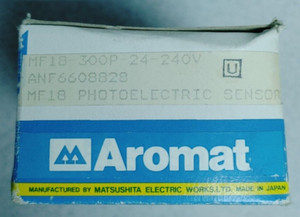 MF18-300P-24-240V
U
ANF6608828
MF18 PHOTOELECTRIC SENSOR
Aromat
MANUFACTURED BY MATSUSHITA ELECTRIC WORKS,LTD. MADE IN JAPAN